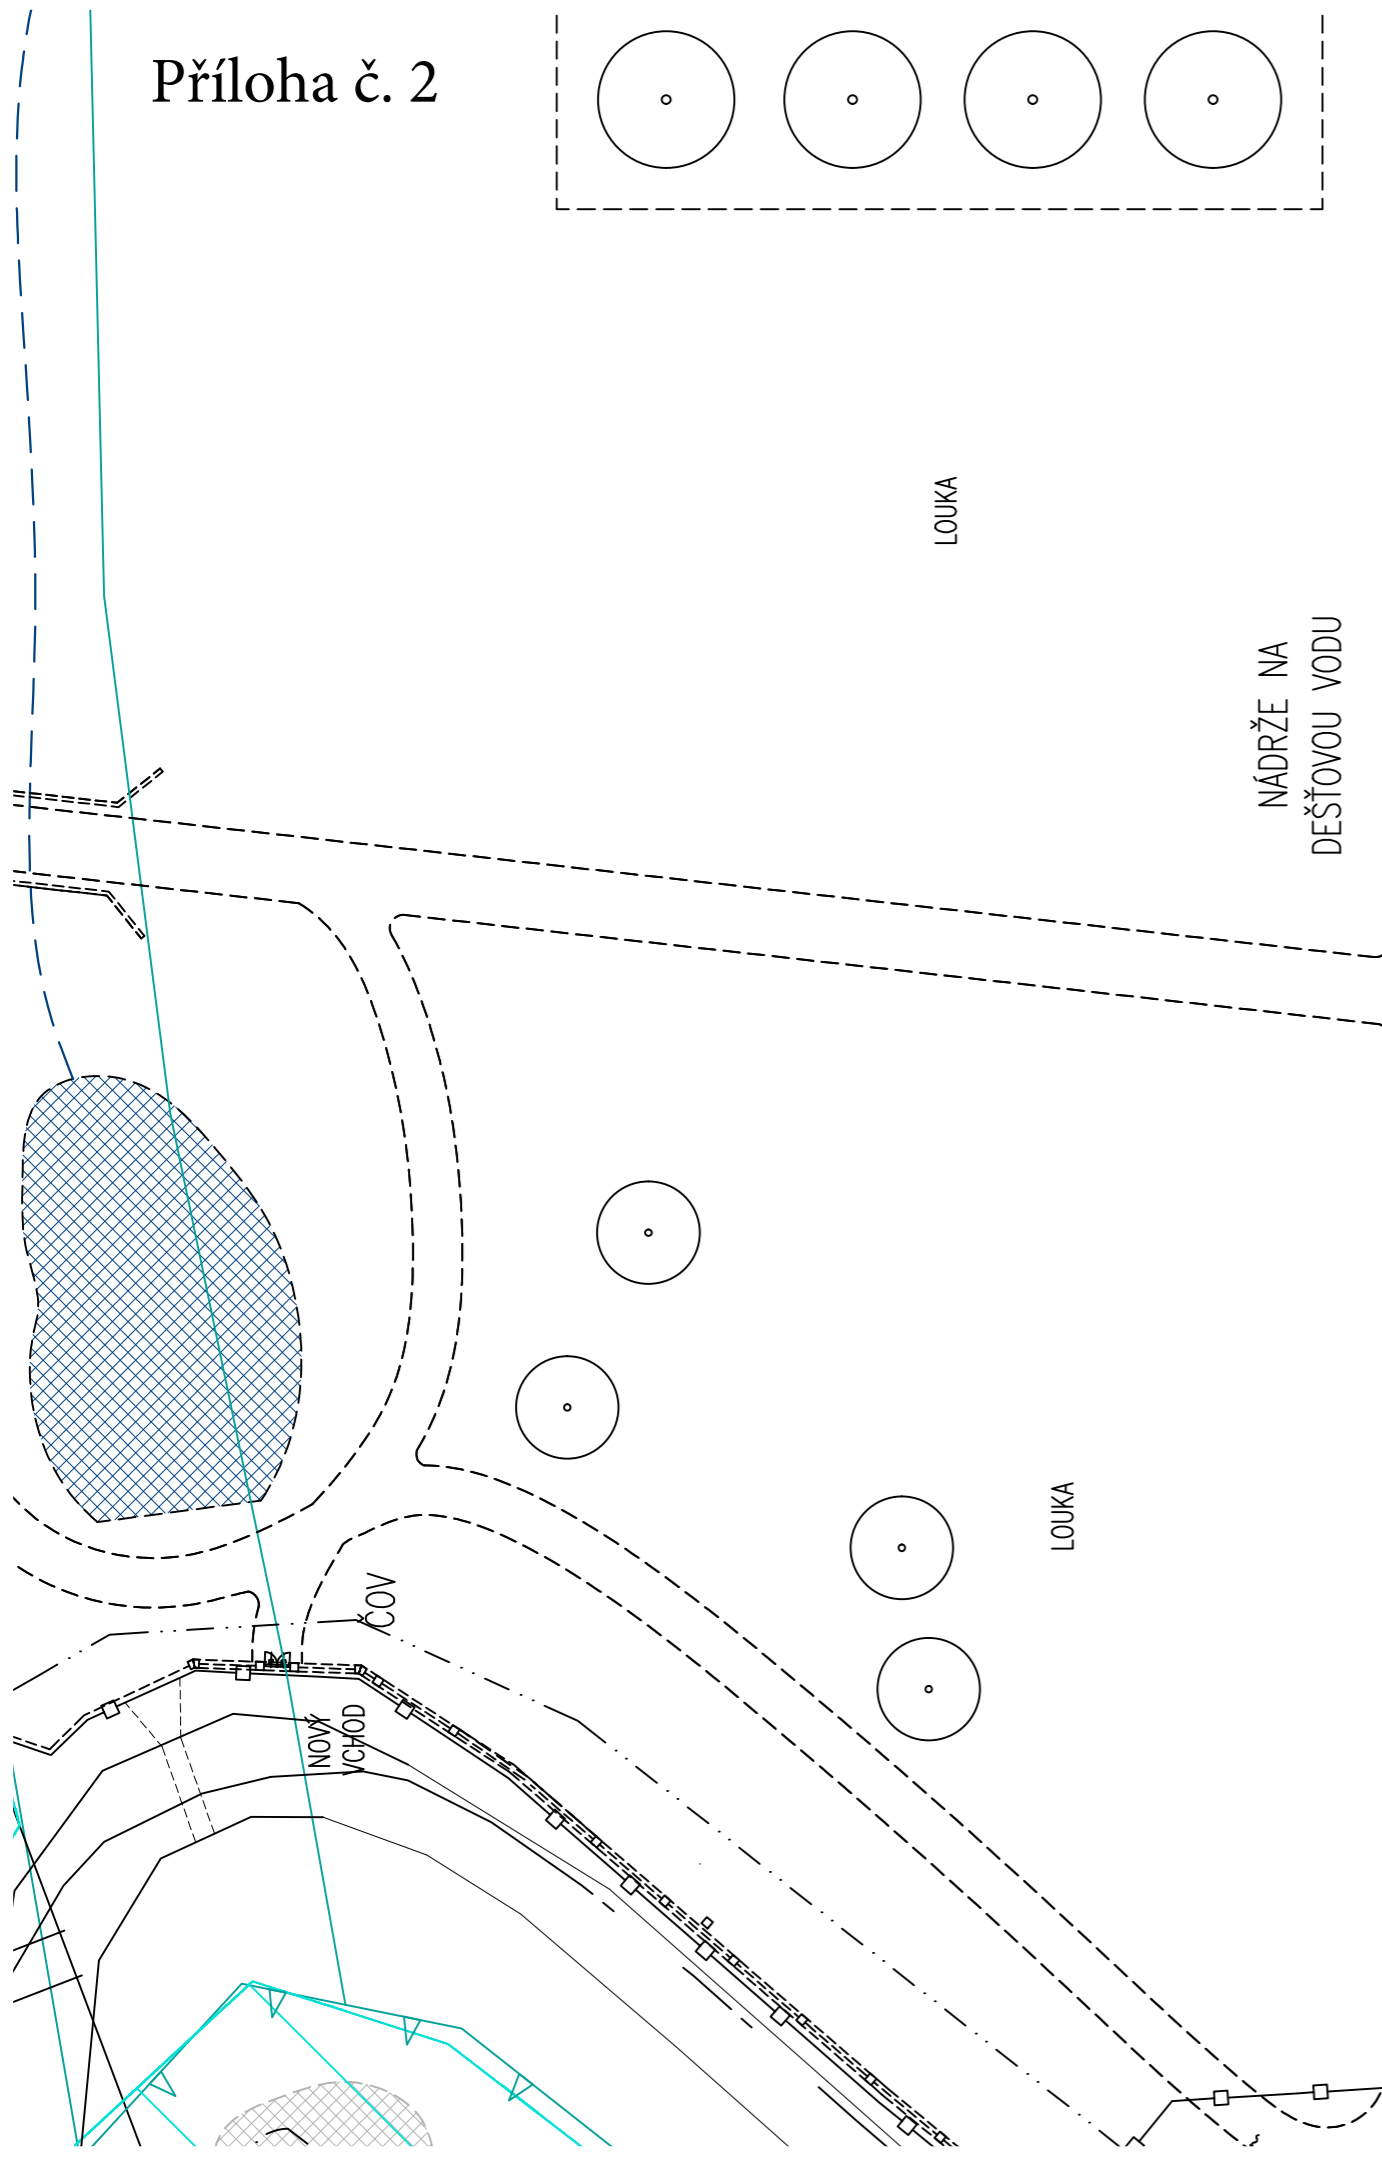 Příloha č. 2
LOUKA
NÁDRŽE NA
DEŠŤOVOU VODU
LOUKA
ČOV
NOVÝ
VCHOD